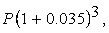 P(1 + 0.035)³,